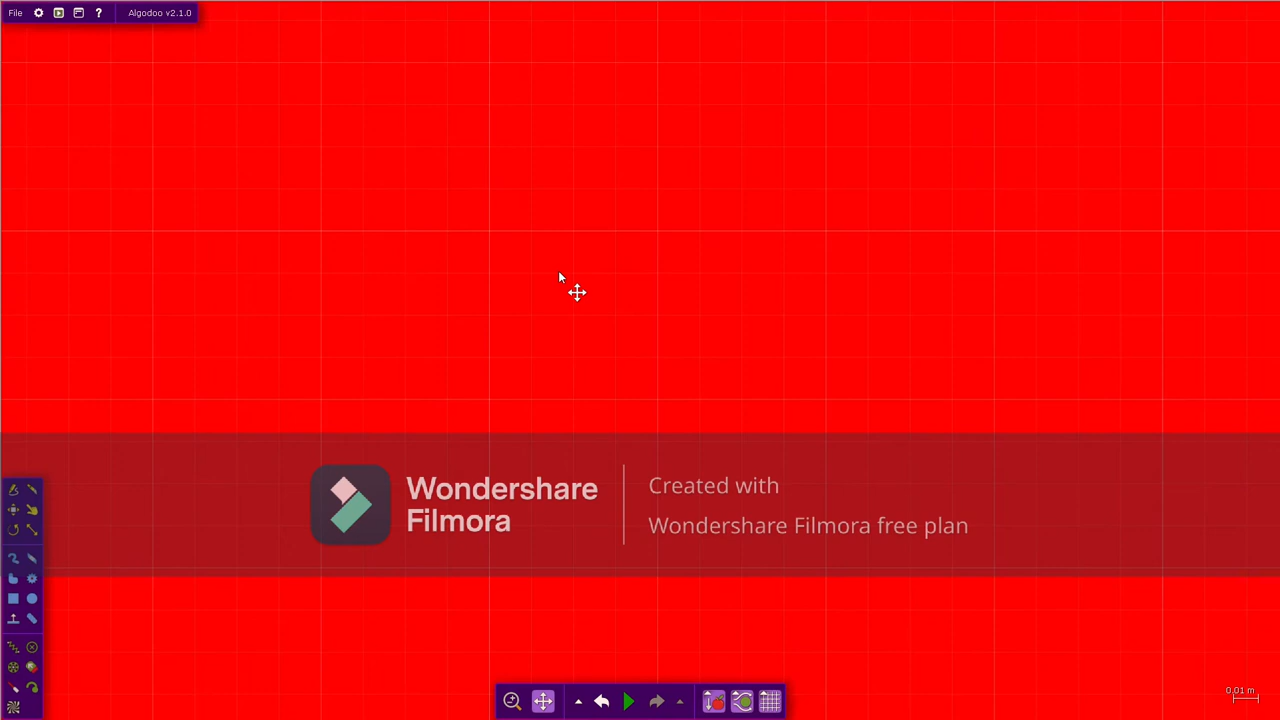 File
?
Algodoo v2.1.0
Wondershare
Filmora
Created with
Wondershare Filmora free plan
0.01 m